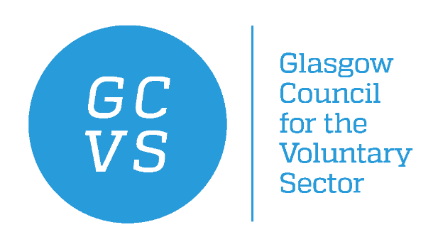 GC
VS
Glasgow
Council
for the
Voluntary
Sector